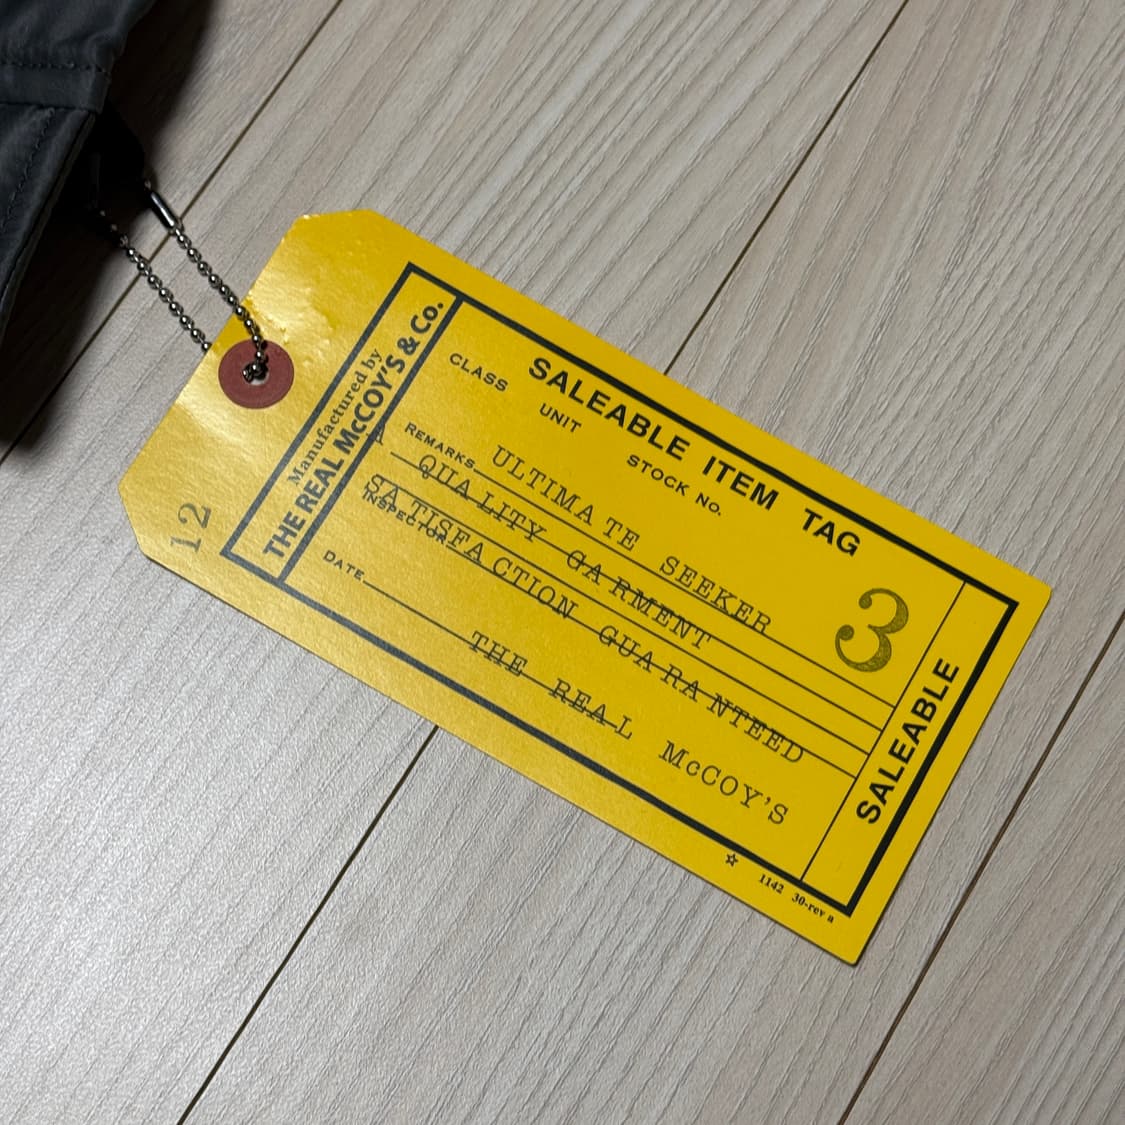 12
Manufactured by
THE REAL McCOY'S & Co.
SALEABLE ITEM TAG
CLASS UNIT STOCK No.
REMARKS ULTIMATE SEEKER
QUALITY GARMENT
SATISFACTION GUARANTEED
INSPECTOR
DATE
THE REAL McCOY'S
3
SALEABLE
☆ 1142 30-rev a